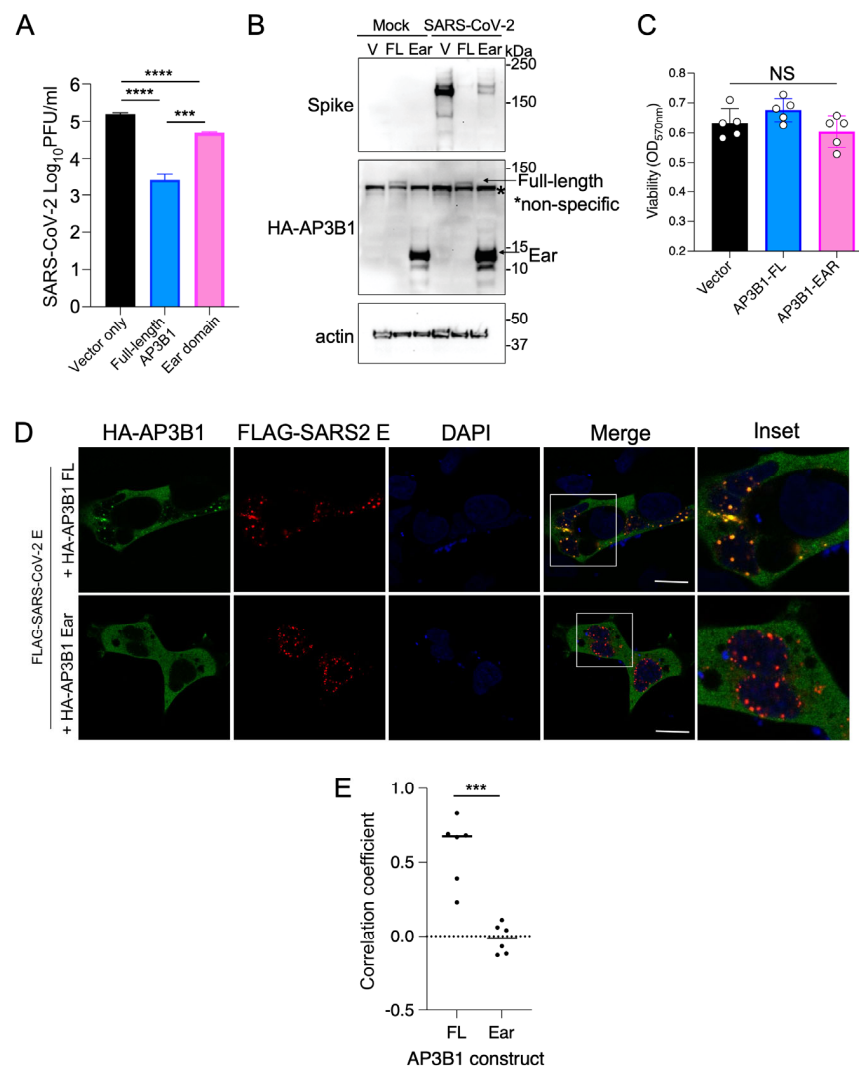 A
SARS-CoV-2 Log10PFU/ml
6
5
4
3
2
1
0
****
****
***
Vector only
Full-length
AP3B1
Ear domain
B
Mock SARS-CoV-2
V FL Ear V FL Ear kDa
Spike
-250
-150
HA-AP3B1
-150
Full-length
*
*non-specific
-15
Ear
-10
actin
-50
-37
C
Viability (OD570nm)
0.8
0.7
0.6
0.5
0.4
0.3
0.2
NS
Vector
AP3B1-FL
AP3B1-EAR
D
HA-AP3B1 FLAG-SARS2 E DAPI Merge Inset
FLAG-SARS-CoV-2 E
+ HA-AP3B1 FL
+ HA-AP3B1 Ear
E
Correlation coefficient
1.0
0.5
0.0
-0.5
***
FL Ear
AP3B1 construct